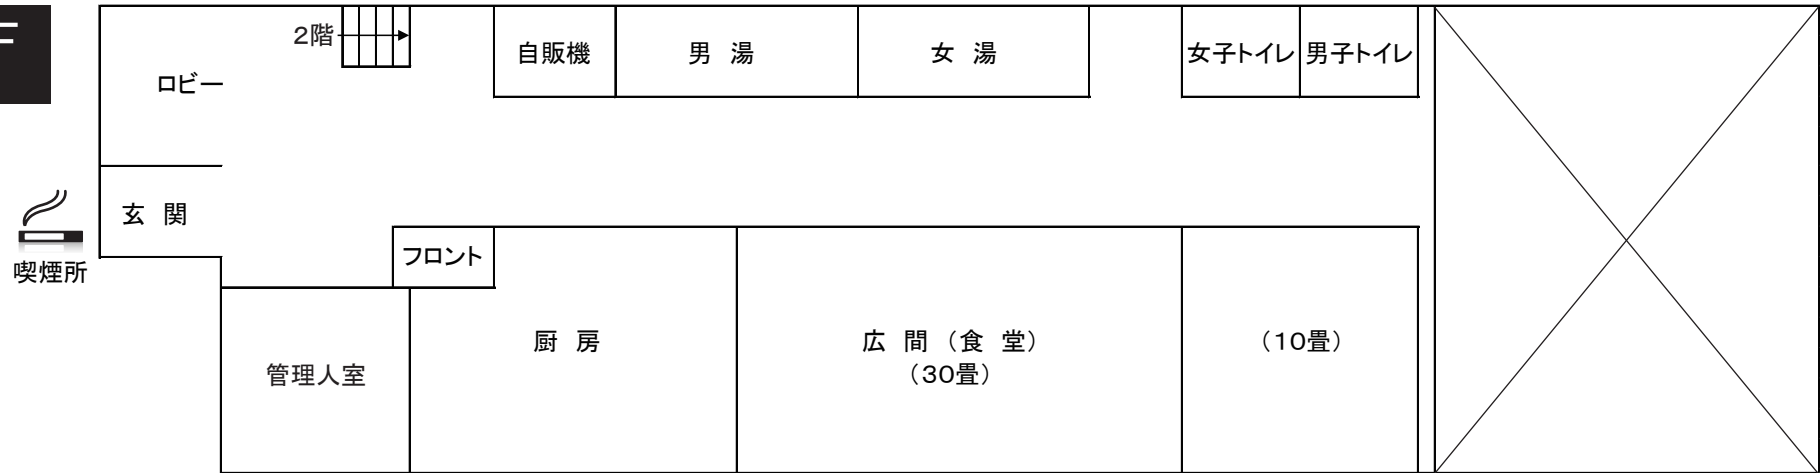 2階
自販機
男 湯
女 湯
女子トイレ
男子トイレ
ロビー
玄 関
喫煙所
フロント
厨 房
広 間 （食 堂）
（30畳）
（10畳）
管理人室